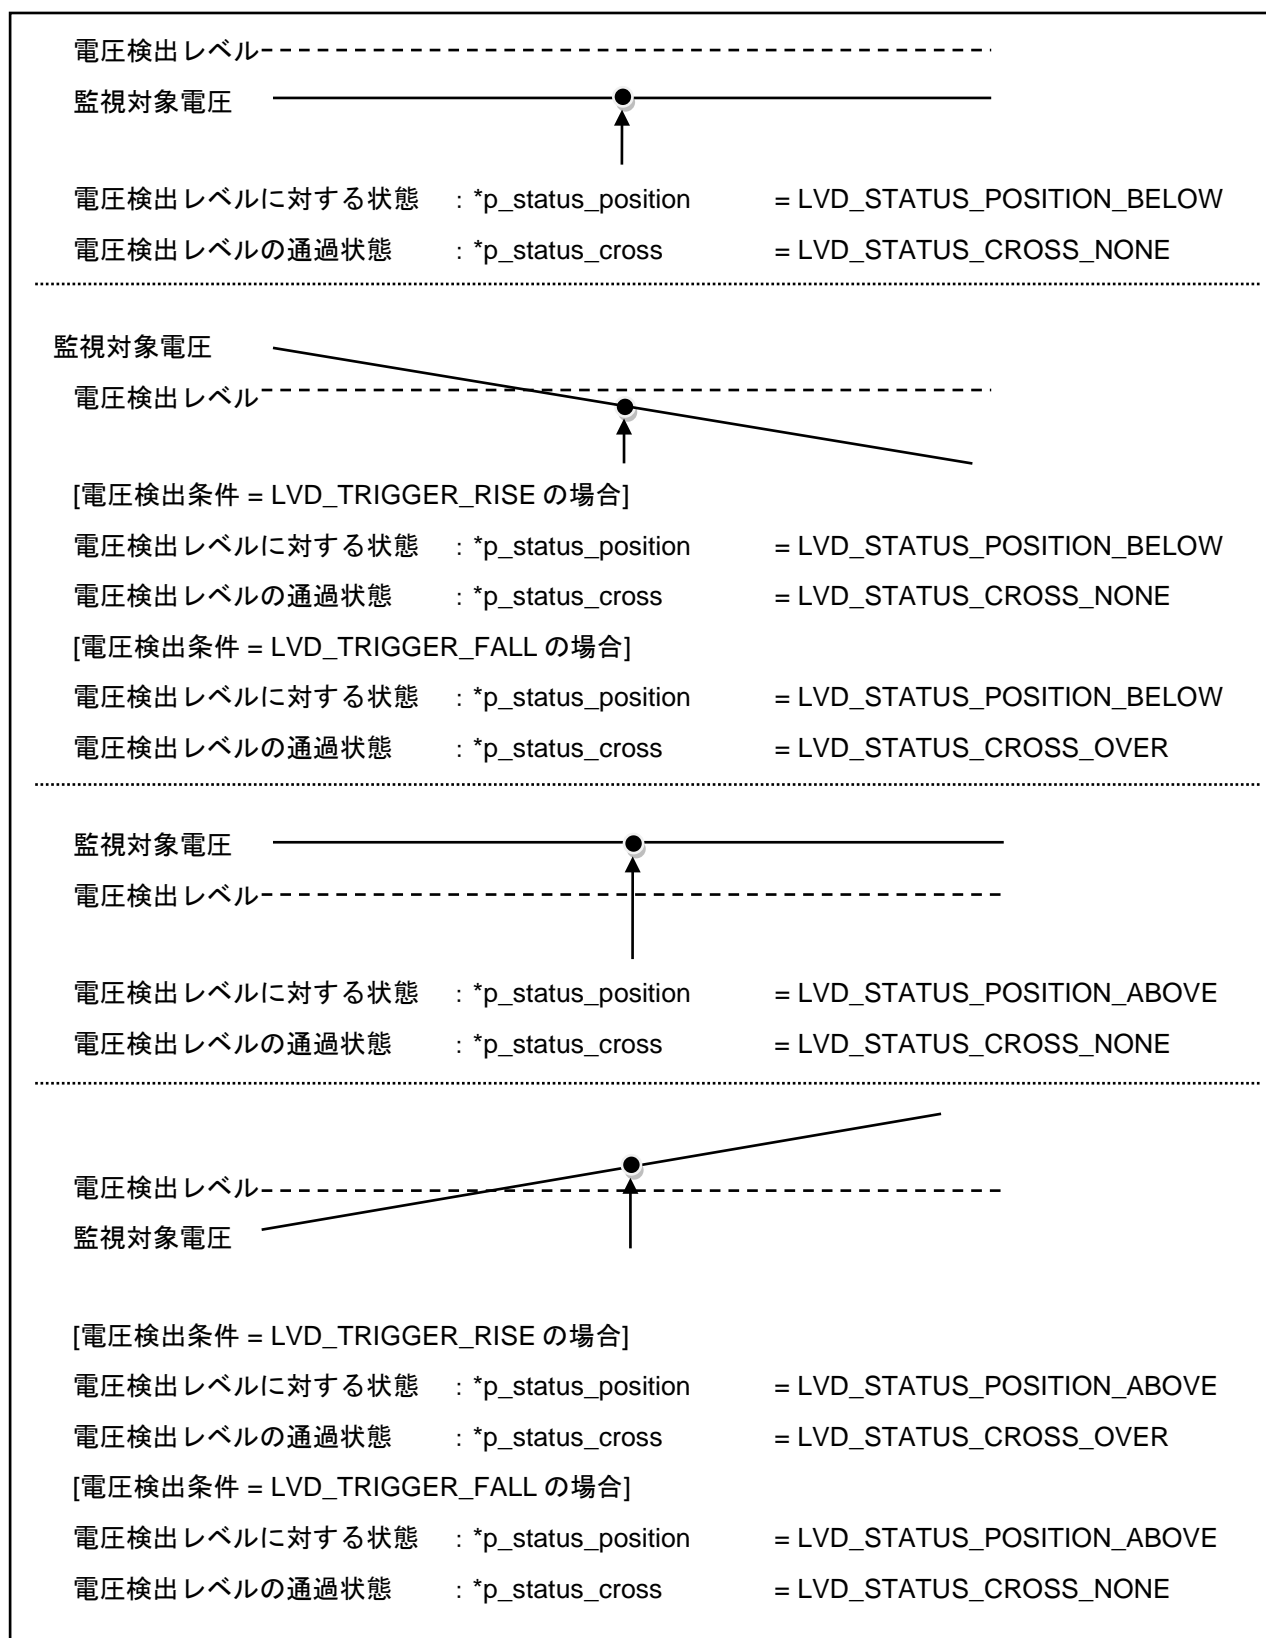 電圧検出レベル
監視対象電圧
電圧検出レベルに対する状態 : *p_status_position = LVD_STATUS_POSITION_BELOW
電圧検出レベルの通過状態 : *p_status_cross = LVD_STATUS_CROSS_NONE
監視対象電圧
電圧検出レベル
[電圧検出条件 = LVD_TRIGGER_RISE の場合]
電圧検出レベルに対する状態 : *p_status_position = LVD_STATUS_POSITION_BELOW
電圧検出レベルの通過状態 : *p_status_cross = LVD_STATUS_CROSS_NONE
[電圧検出条件 = LVD_TRIGGER_FALL の場合]
電圧検出レベルに対する状態 : *p_status_position = LVD_STATUS_POSITION_BELOW
電圧検出レベルの通過状態 : *p_status_cross = LVD_STATUS_CROSS_OVER
監視対象電圧
電圧検出レベル
電圧検出レベルに対する状態 : *p_status_position = LVD_STATUS_POSITION_ABOVE
電圧検出レベルの通過状態 : *p_status_cross = LVD_STATUS_CROSS_NONE
電圧検出レベル
監視対象電圧
[電圧検出条件 = LVD_TRIGGER_RISE の場合]
電圧検出レベルに対する状態 : *p_status_position = LVD_STATUS_POSITION_ABOVE
電圧検出レベルの通過状態 : *p_status_cross = LVD_STATUS_CROSS_OVER
[電圧検出条件 = LVD_TRIGGER_FALL の場合]
電圧検出レベルに対する状態 : *p_status_position = LVD_STATUS_POSITION_ABOVE
電圧検出レベルの通過状態 : *p_status_cross = LVD_STATUS_CROSS_NONE